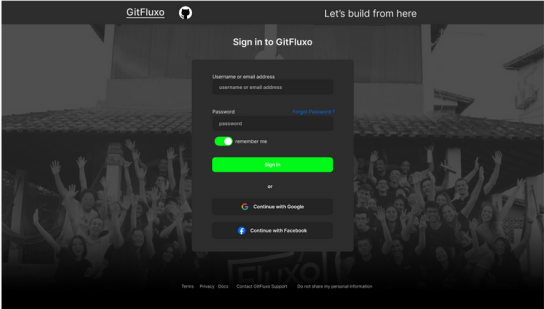 GitFluxo
Let's build from here
Sign in to GitFluxo
Username or email address
username or email address
Password Forgot Password ?
password
remember me
Sign in
or
Continue with Google
Continue with Facebook
Fluxo
Terms Privacy Docs Contact GitFluxo Support Do not share my personal information